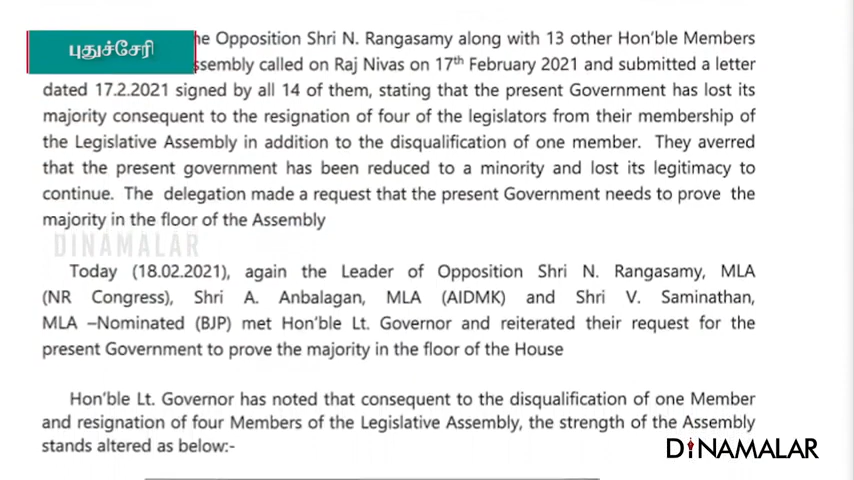 புதுச்சேரி
he Opposition Shri N. Rangasamy along with 13 other Hon'ble Members
ssembly called on Raj Nivas on 17th February 2021 and submitted a letter
dated 17.2.2021 signed by all 14 of them, stating that the present Government has lost its
majority consequent to the resignation of four of the legislators from their membership of
the Legislative Assembly in addition to the disqualification of one member. They averred
that the present government has been reduced to a minority and lost its legitimacy to
continue. The delegation made a request that the present Government needs to prove the
majority in the floor of the Assembly
DINAMALAR
Today (18.02.2021), again the Leader of Opposition Shri N. Rangasamy, MLA
(NR Congress), Shri A. Anbalagan, MLA (AIDMK) and Shri V. Saminathan,
MLA –Nominated (BJP) met Hon'ble Lt. Governor and reiterated their request for the
present Government to prove the majority in the floor of the House
Hon'ble Lt. Governor has noted that consequent to the disqualification of one Member
and resignation of four Members of the Legislative Assembly, the strength of the Assembly
stands altered as below:-
DINAMALAR